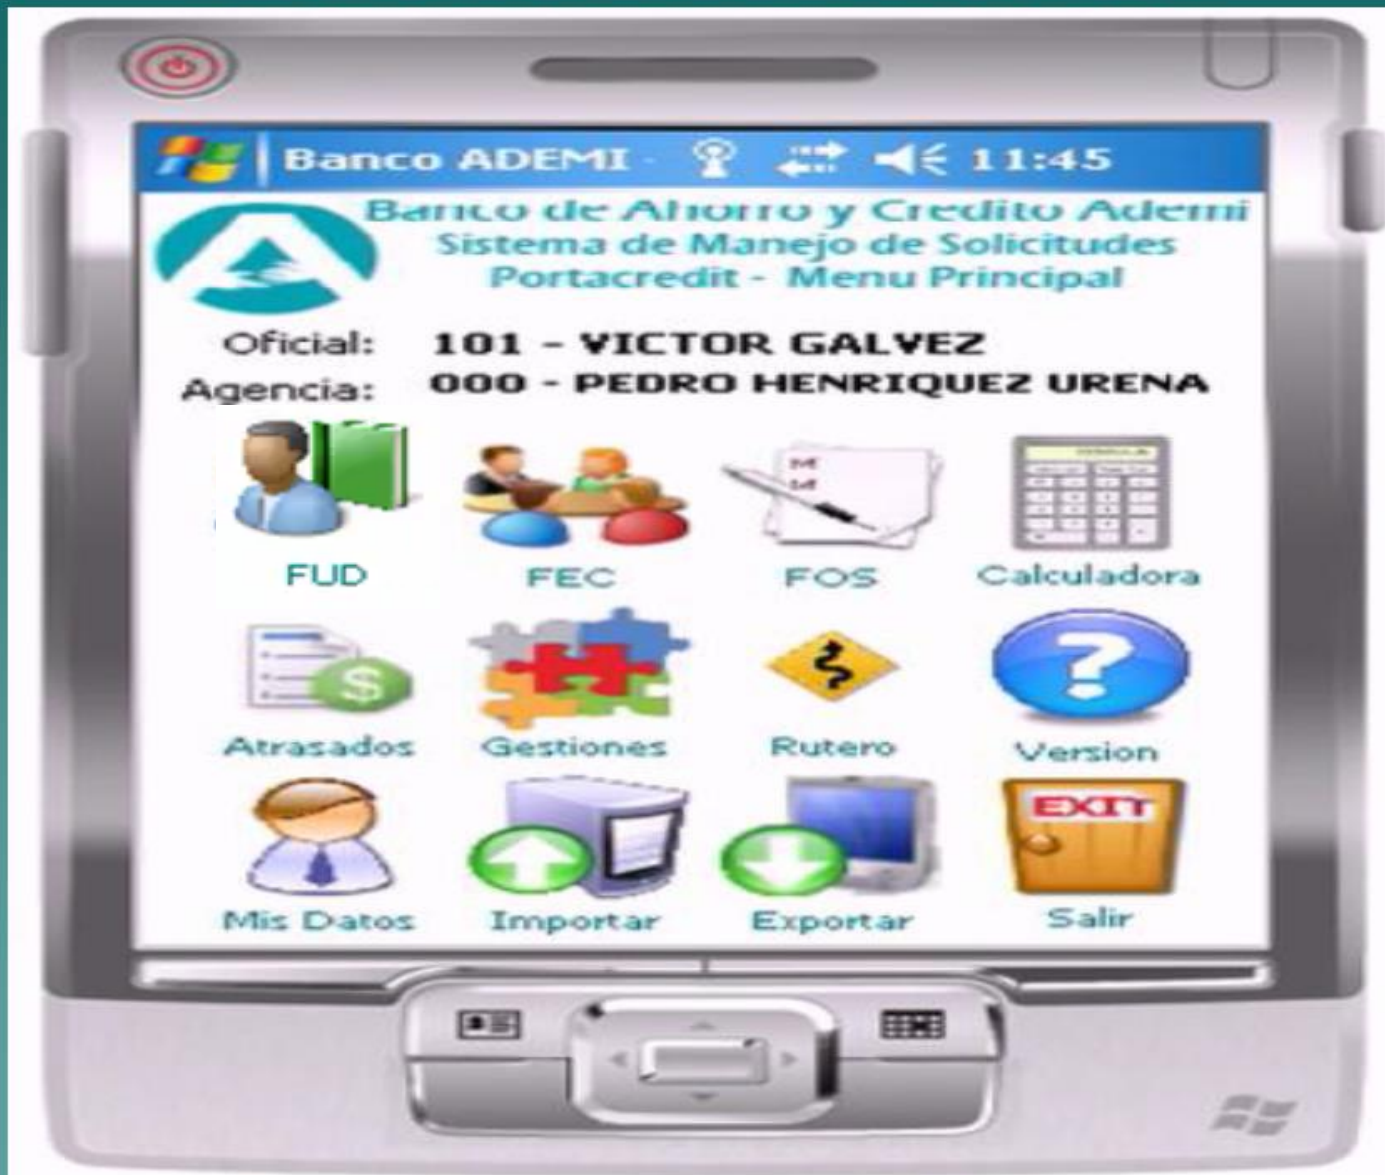 Banco ADEMI 11:45
Banco de Ahorro y Credito Ademi
Sistema de Manejo de Solicitudes
Portacredit - Menu Principal
Oficial: 101 - VICTOR GALVEZ
Agencia: 000 - PEDRO HENRIQUEZ URENA
FUD FEC FOS Calculadora
Atrasados Gestiones Rutero Version
EXIT
Mis Datos Importar Exportar Salir